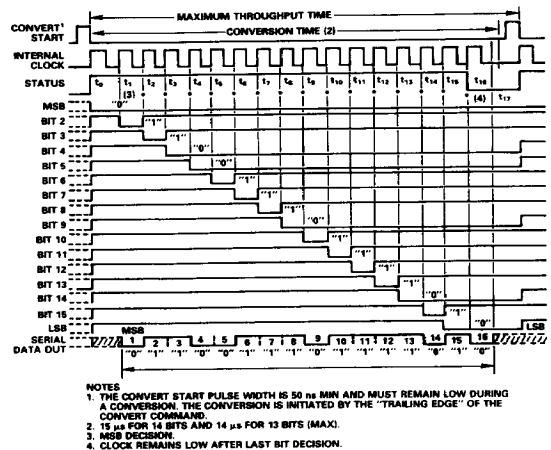 MAXIMUM THROUGHPUT TIME
CONVERT¹ START
CONVERSION TIME (2)
INTERNAL CLOCK
STATUS t₀ t₁ t₂ t₃ t₄ t₅ t₆ t₇ t₈ t₉ t₁₀ t₁₁ t₁₂ t₁₃ t₁₄ t₁₅ t₁₆
(3) (4) t₁₇
MSB "0"
BIT 2 "1"
BIT 3 "1"
BIT 4 "0"
BIT 5 "0"
BIT 6 "1"
BIT 7 "1"
BIT 8 "1"
BIT 9 "0"
BIT 10 "1"
BIT 11 "1"
BIT 12 "1"
BIT 13 "1"
BIT 14 "0"
BIT 15 "1"
LSB "0" LSB
MSB
SERIAL DATA OUT 1 2 3 4 5 6 7 8 9 10 11 12 13 14 15 16
"0" "1" "1" "0" "0" "1" "1" "1" "0" "1" "1" "1" "1" "0" "1" "0"
NOTES
1. THE CONVERT START PULSE WIDTH IS 50 ns MIN AND MUST REMAIN LOW DURING
A CONVERSION. THE CONVERSION IS INITIATED BY THE "TRAILING EDGE" OF THE
CONVERT COMMAND.
2. 15 μs FOR 14 BITS AND 14 μs FOR 13 BITS (MAX).
3. MSB DECISION.
4. CLOCK REMAINS LOW AFTER LAST BIT DECISION.